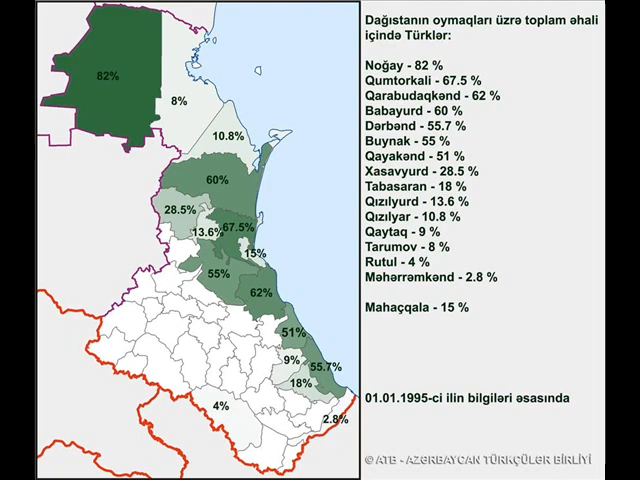 Dağıstanın oymaqları üzrə toplam əhali
içində Türklər:
Noğay - 82 %
Qumtorkali - 67.5 %
Qarabudaqkənd - 62 %
Babayurd - 60 %
Dərbənd - 55.7 %
Buynak - 55 %
Qayakənd - 51 %
Xasavyurd - 28.5 %
Tabasaran - 18 %
Qızılyurd - 13.6 %
Qızılyar - 10.8 %
Qaytaq - 9 %
Tarumov - 8 %
Rutul - 4 %
Məhərrəmkənd - 2.8 %
Mahaçqala - 15 %
01.01.1995-ci ilin bilgiləri əsasında
© ATB - AZƏRBAYCAN TÜRKÇÜLƏR BİRLİYİ
82%
8%
10.8%
60%
28.5%
13.6%
67.5%
15%
55%
62%
51%
9%
55.7%
18%
4%
2.8%